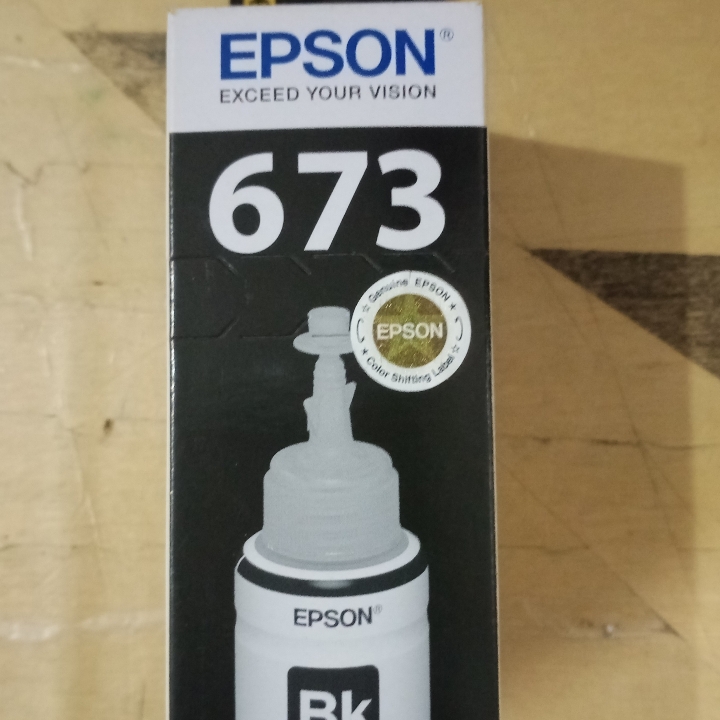 EPSON®
EXCEED YOUR VISION
673
☆ Genuine EPSON ★
EPSON
★ Color Shifting Label ☆
EPSON®
Bk